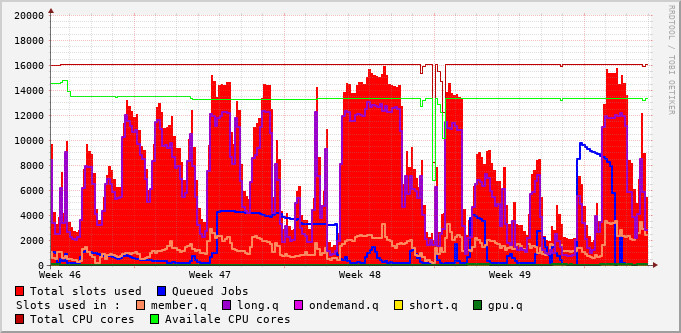 20000
18000
16000
14000
12000
10000
8000
6000
4000
2000
0
Week 46 Week 47 Week 48 Week 49
Total slots used Queued Jobs
Slots used in : member.q long.q ondemand.q short.q gpu.q
Total CPU cores Availale CPU cores
RRDTOOL / TOBI OETIKER